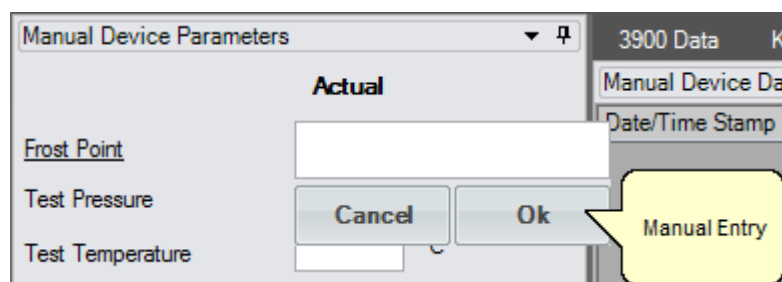 Manual Device Parameters
3900 Data
Manual Device Da
Actual
Date/Time Stamp
Frost Point
Test Pressure
Cancel
Ok
Manual Entry
Test Temperature